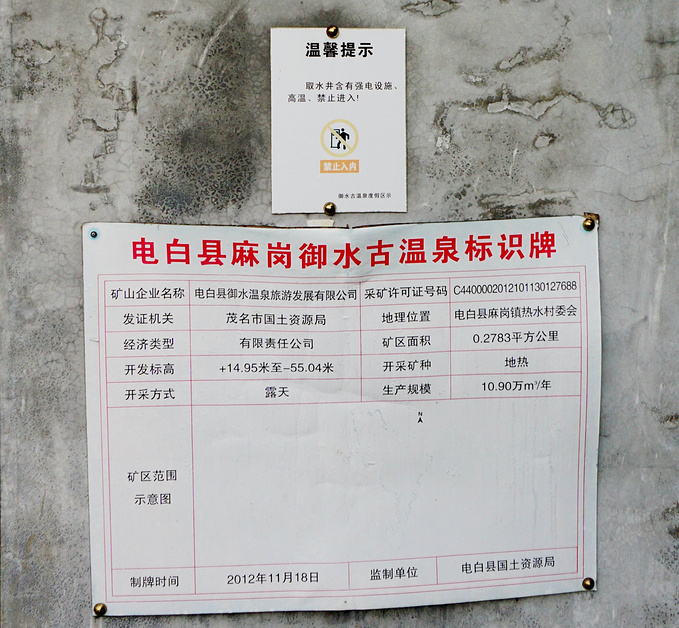 温馨提示
取水井含有强电设施、
高温、禁止进入!
禁止入内
御水古温泉度假区示
电白县麻岗御水古温泉标识牌
矿山企业名称 电白县御水温泉旅游发展有限公司 采矿许可证号码 C4400002012101130127688
发证机关 茂名市国土资源局 地理位置 电白县麻岗镇热水村委会
经济类型 有限责任公司 矿区面积 0.2783平方公里
开发标高 +14.95米至-55.04米 开采矿种 地热
开采方式 露天 生产规模 10.90万m³/年
N
矿区范围
示意图
制牌时间 2012年11月18日 监制单位 电白县国土资源局